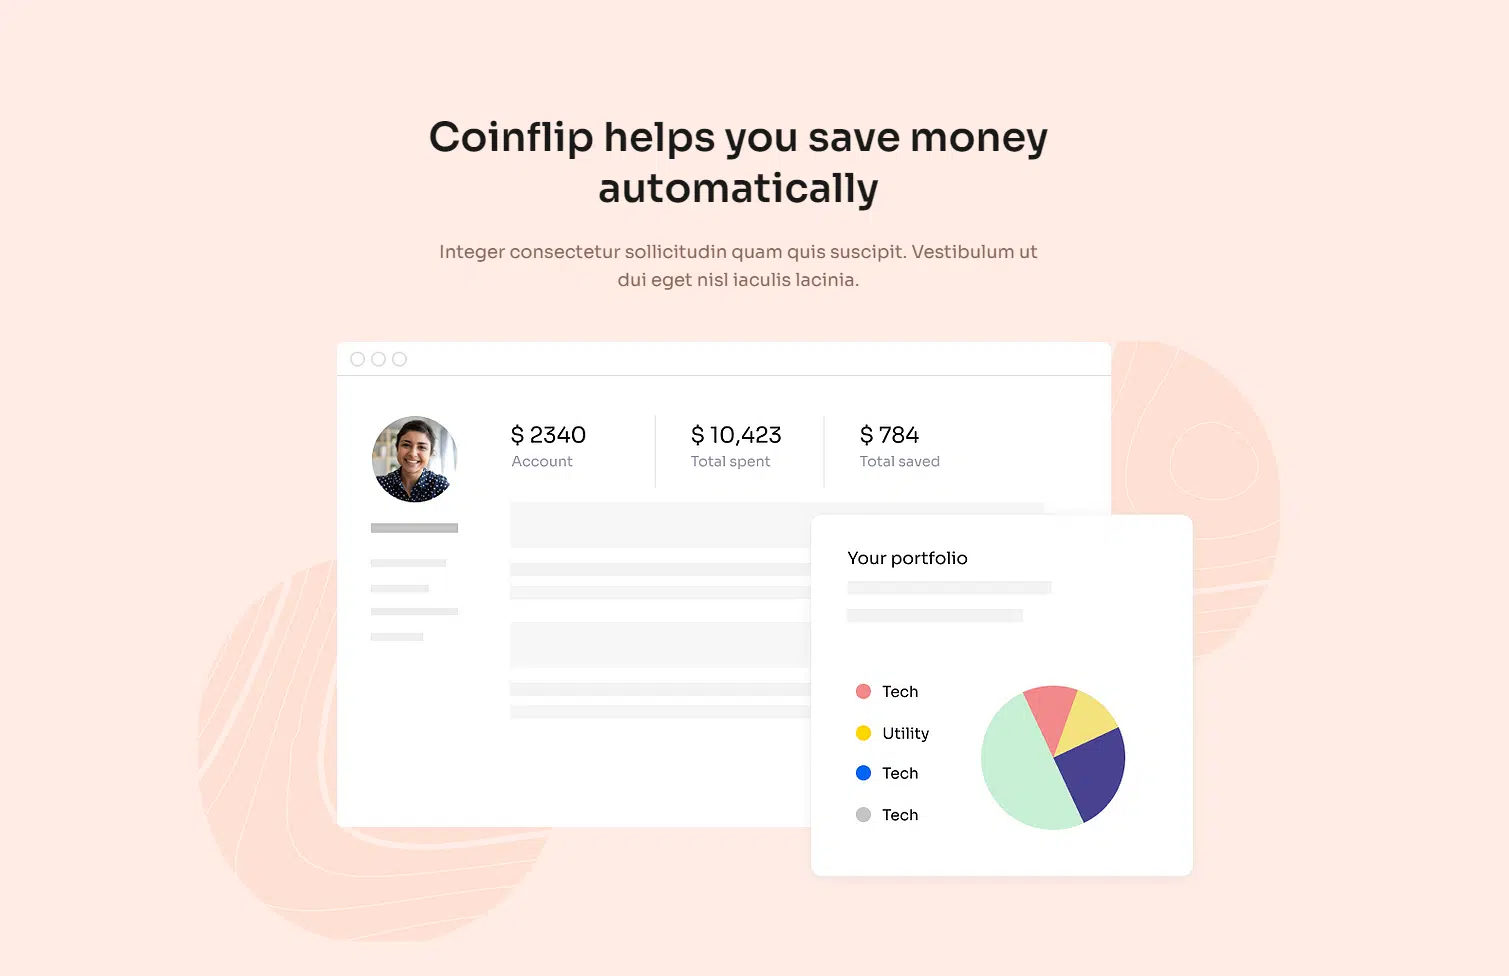 Coinflip helps you save money
automatically
Integer consectetur sollicitudin quam quis suscipit. Vestibulum ut
dui eget nisl iaculis lacinia.
$ 2340
Account
$ 10,423
Total spent
$ 784
Total saved
Your portfolio
Tech
Utility
Tech
Tech